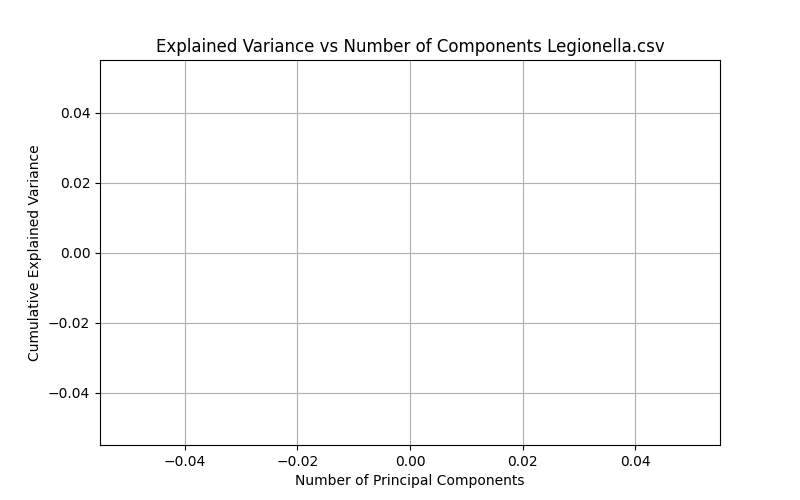 Explained Variance vs Number of Components Legionella.csv
0.04
0.02
0.00
−0.02
−0.04
Cumulative Explained Variance
−0.04 −0.02 0.00 0.02 0.04
Number of Principal Components